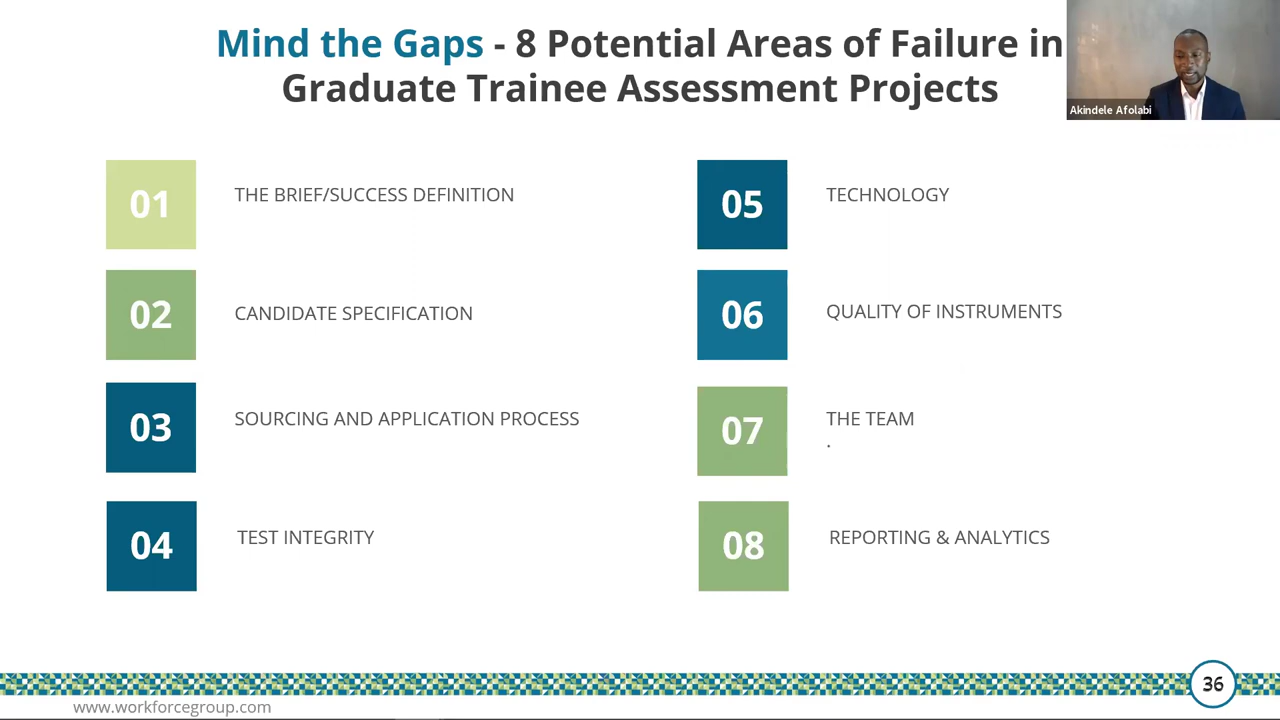 Mind the Gaps - 8 Potential Areas of Failure in
Graduate Trainee Assessment Projects
Akindele Afolabi
01
THE BRIEF/SUCCESS DEFINITION
02
CANDIDATE SPECIFICATION
03
SOURCING AND APPLICATION PROCESS
04
TEST INTEGRITY
05
TECHNOLOGY
06
QUALITY OF INSTRUMENTS
07
THE TEAM
.
08
REPORTING & ANALYTICS
36
www.workforcegroup.com